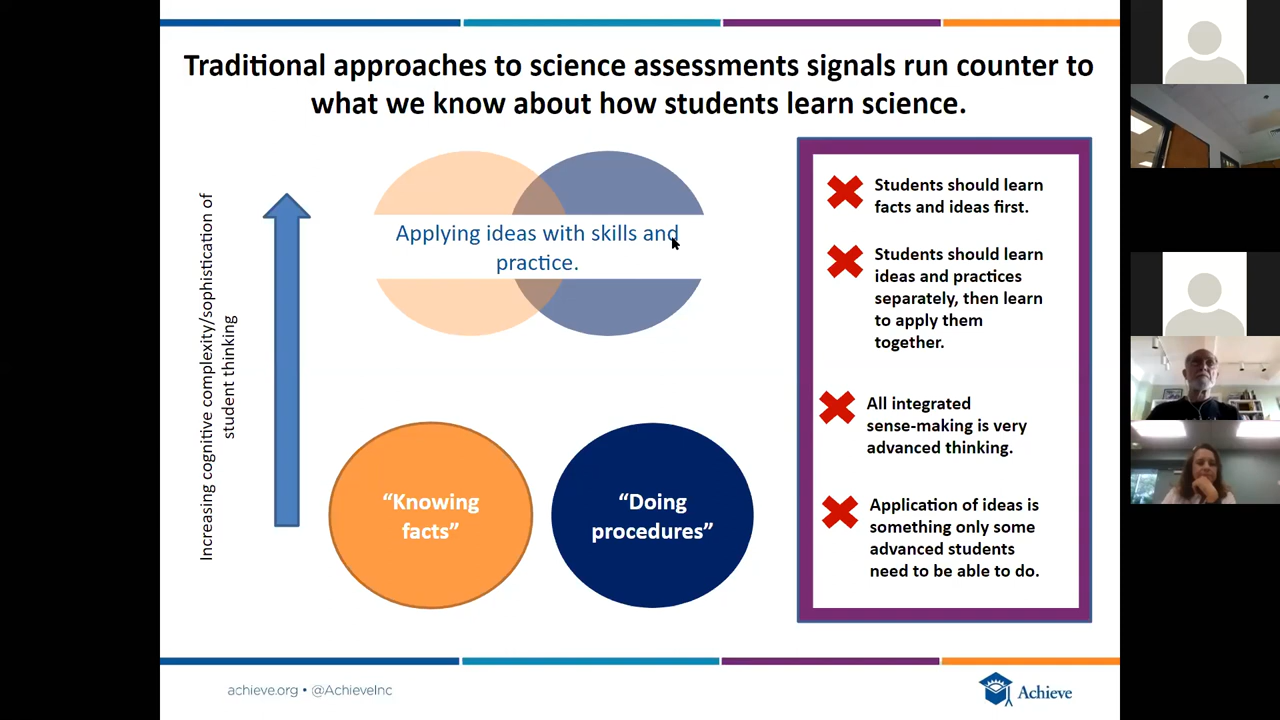 Traditional approaches to science assessments signals run counter to
what we know about how students learn science.
Increasing cognitive complexity/sophistication of
student thinking
Applying ideas with skills and
practice.
“Knowing
facts”
“Doing
procedures”
Students should learn
facts and ideas first.
Students should learn
ideas and practices
separately, then learn
to apply them
together.
All integrated
sense-making is very
advanced thinking.
Application of ideas is
something only some
advanced students
need to be able to do.
achieve.org • @AchieveInc
Achieve